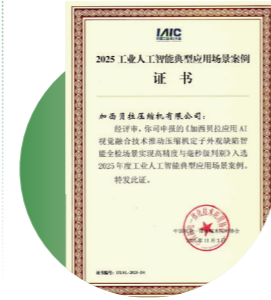 IAIC
2025 工业人工智能典型应用场景案例
证 书
加西贝拉压缩机有限公司：
经评审，你司申报的《加西贝拉应用AI
视觉融合技术推动压缩机定子外观缺陷智
能全检场景实现高精度与毫秒级判别》入选
2025年度工业人工智能典型应用场景案例。
特发此证。